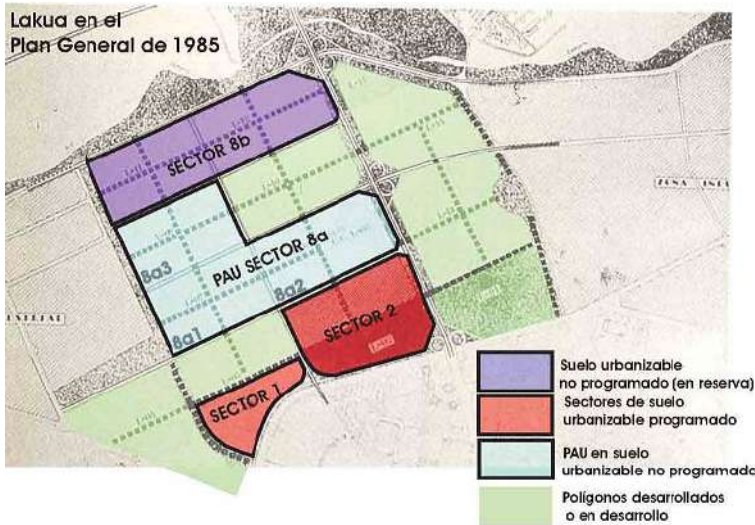 Lakua en el
Plan General de 1985
SECTOR 8b
PAU SECTOR 8a
8a3
8a2
8a1
SECTOR 2
SECTOR 1
Suelo urbanizable
no programado (en reserva)
Sectores de suelo
urbanizable programado
PAU en suelo
urbanizable no programado
Polígonos desarrollados
o en desarrollo